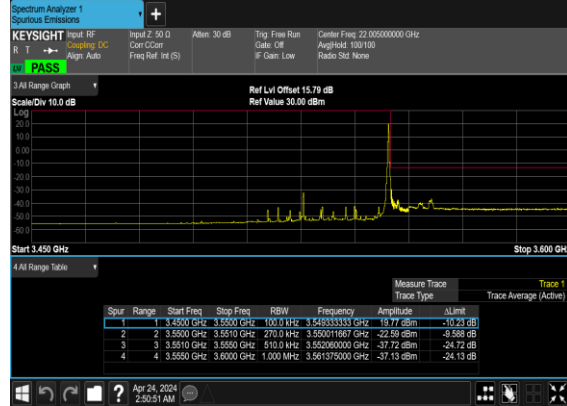 Spectrum Analyzer 1
Spurious Emissions
+
KEYSIGHT Input: RF Input Z: 50 Ω Atten: 30 dB Trig: Free Run Center Freq: 22.005000000 GHz
R T Coupling: DC Corr CCorr Gate: Off Avg|Hold: 100/100
Align: Auto Freq Ref: Int (S) IF Gain: Low Radio Std: None
LW PASS
3 All Range Graph
Ref Lvl Offset 15.79 dB
Scale/Div 10.0 dB Ref Value 30.00 dBm
Log
20.0
10.0
0.00
-10.0
-20.0
-30.0
-40.0
-50.0
-60.0
Start 3.450 GHz Stop 3.600 GHz
4 All Range Table
Measure Trace Trace 1
Trace Type Trace Average (Active)
Spur Range Start Freq Stop Freq RBW Frequency Amplitude ΔLimit
1 1 3.4500 GHz 3.5500 GHz 100.0 kHz 3.549333333 GHz 19.77 dBm -10.23 dB
2 2 3.5500 GHz 3.5510 GHz 270.0 kHz 3.550011667 GHz -22.59 dBm -9.588 dB
3 3 3.5510 GHz 3.5550 GHz 510.0 kHz 3.552060000 GHz -37.72 dBm -24.72 dB
4 4 3.5550 GHz 3.6000 GHz 1.000 MHz 3.561375000 GHz -37.13 dBm -24.13 dB
? Apr 24, 2024
2:50:51 AM